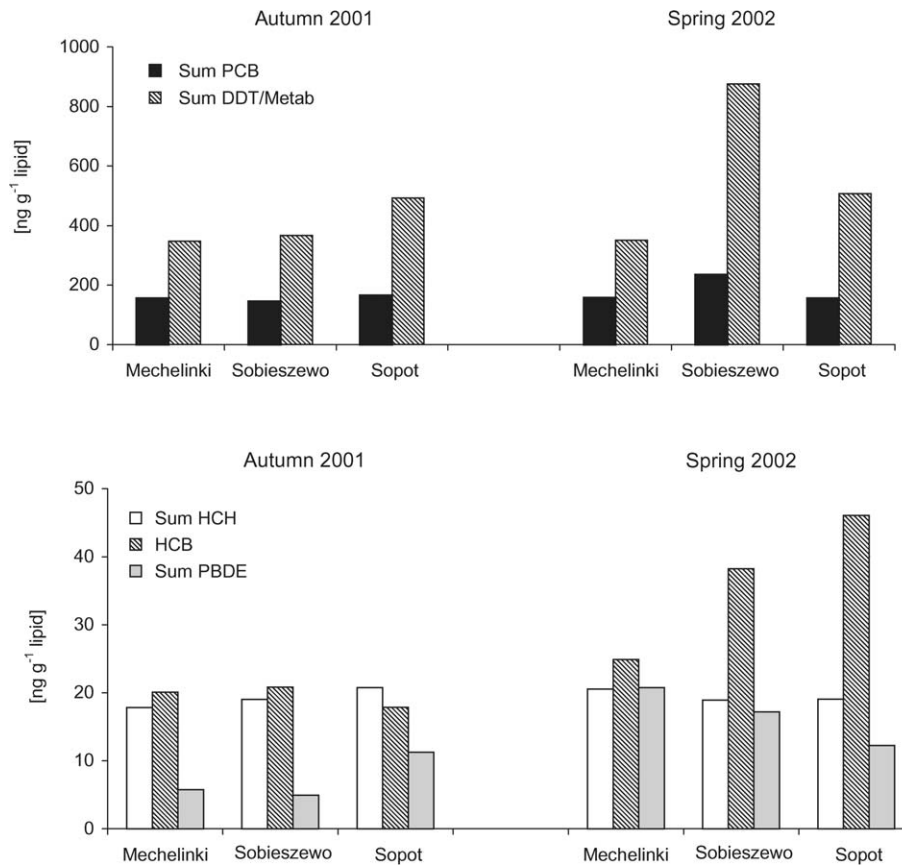 Autumn 2001 Spring 2002
1000
Sum PCB
Sum DDT/Metab
800
600
400
200
0
[ng g⁻¹ lipid]
Mechelinki Sobieszewo Sopot Mechelinki Sobieszewo Sopot
Autumn 2001 Spring 2002
50
Sum HCH
HCB
Sum PBDE
40
30
20
10
0
[ng g⁻¹ lipid]
Mechelinki Sobieszewo Sopot Mechelinki Sobieszewo Sopot